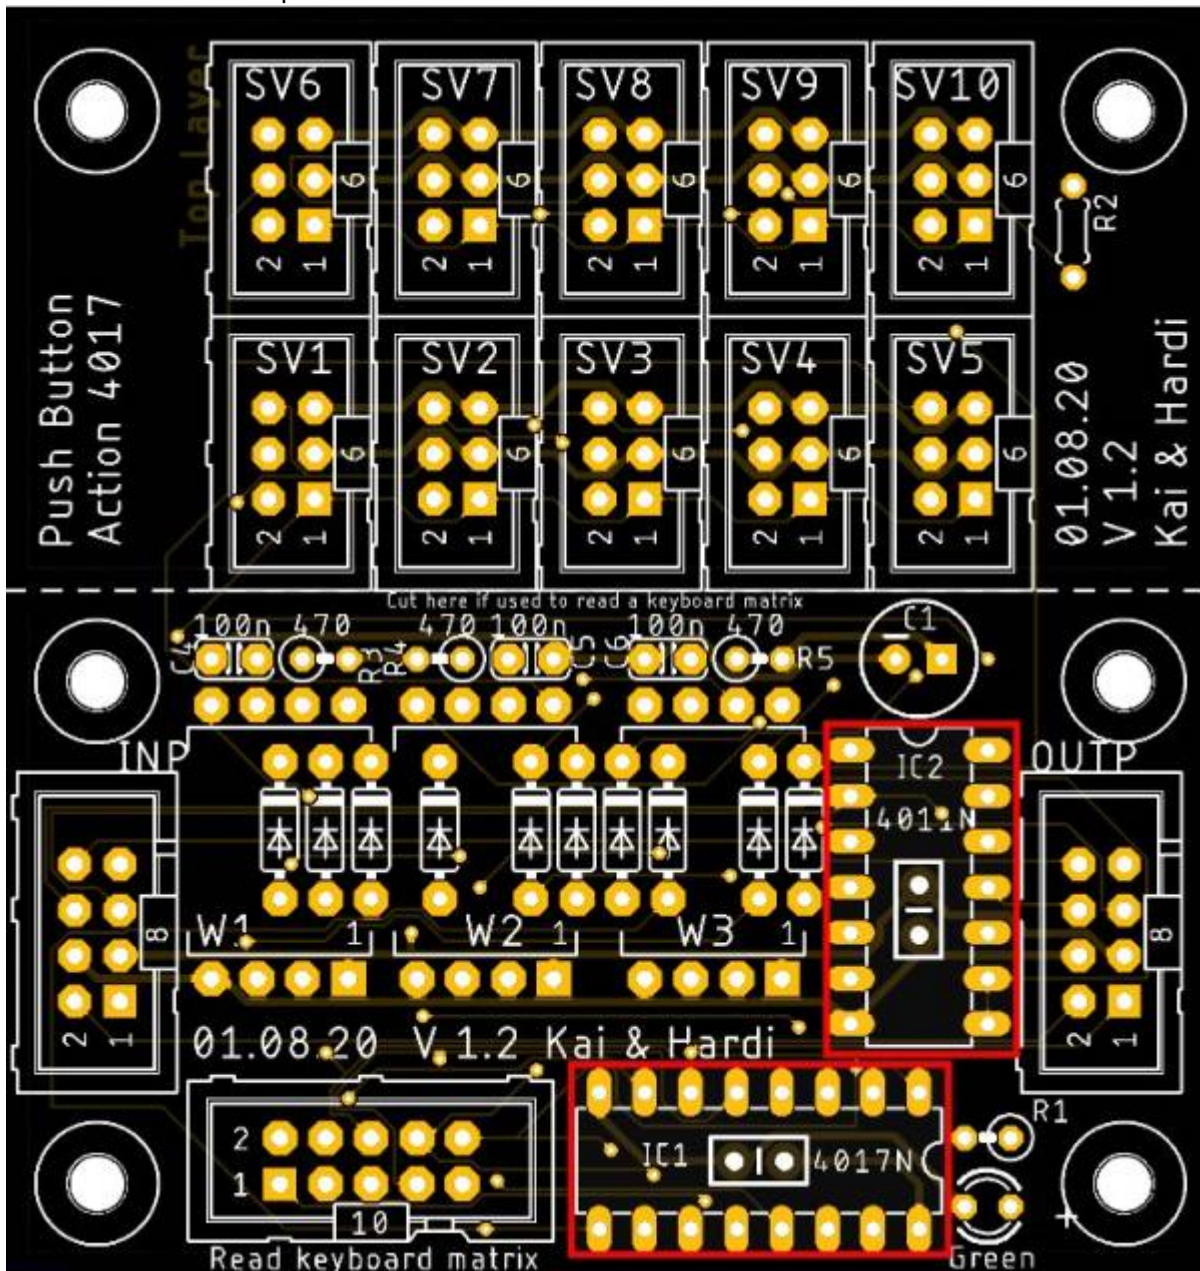 Top Layer
SV6 SV7 SV8 SV9 SV10
6 6 6 6 6
2 1 2 1 2 1 2 1 2 1
R2
Push Button
Action 4017
SV1 SV2 SV3 SV4 SV5
6 6 6 6 6
2 1 2 1 2 1 2 1 2 1
01.08.20
V 1.2
Kai & Hardi
Cut here if used to read a keyboard matrix
100n 470 470 100n 100n 470
C4 R3 R4 C5 C6 R5
C1
INP
OUTP
IC2
4011N
8
2 1
W1 1 W2 1 W3 1
8
2 1
01.08.20 V 1.2 Kai & Hardi
2
1
10
Read keyboard matrix
IC1 4017N
R1
+
Green